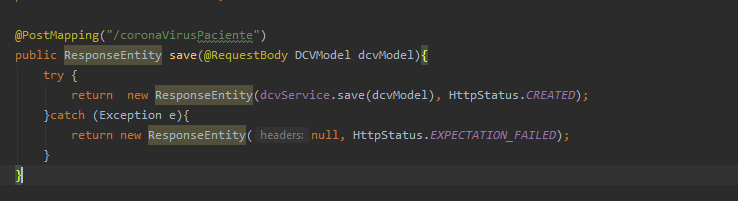 @PostMapping("/coronaVirusPaciente")
public ResponseEntity save(@RequestBody DCVModel dcvModel){
try {
return  new ResponseEntity(dcvService.save(dcvModel), HttpStatus.CREATED);
}catch (Exception e){
return new ResponseEntity( headers: null, HttpStatus.EXPECTATION_FAILED);
}
}